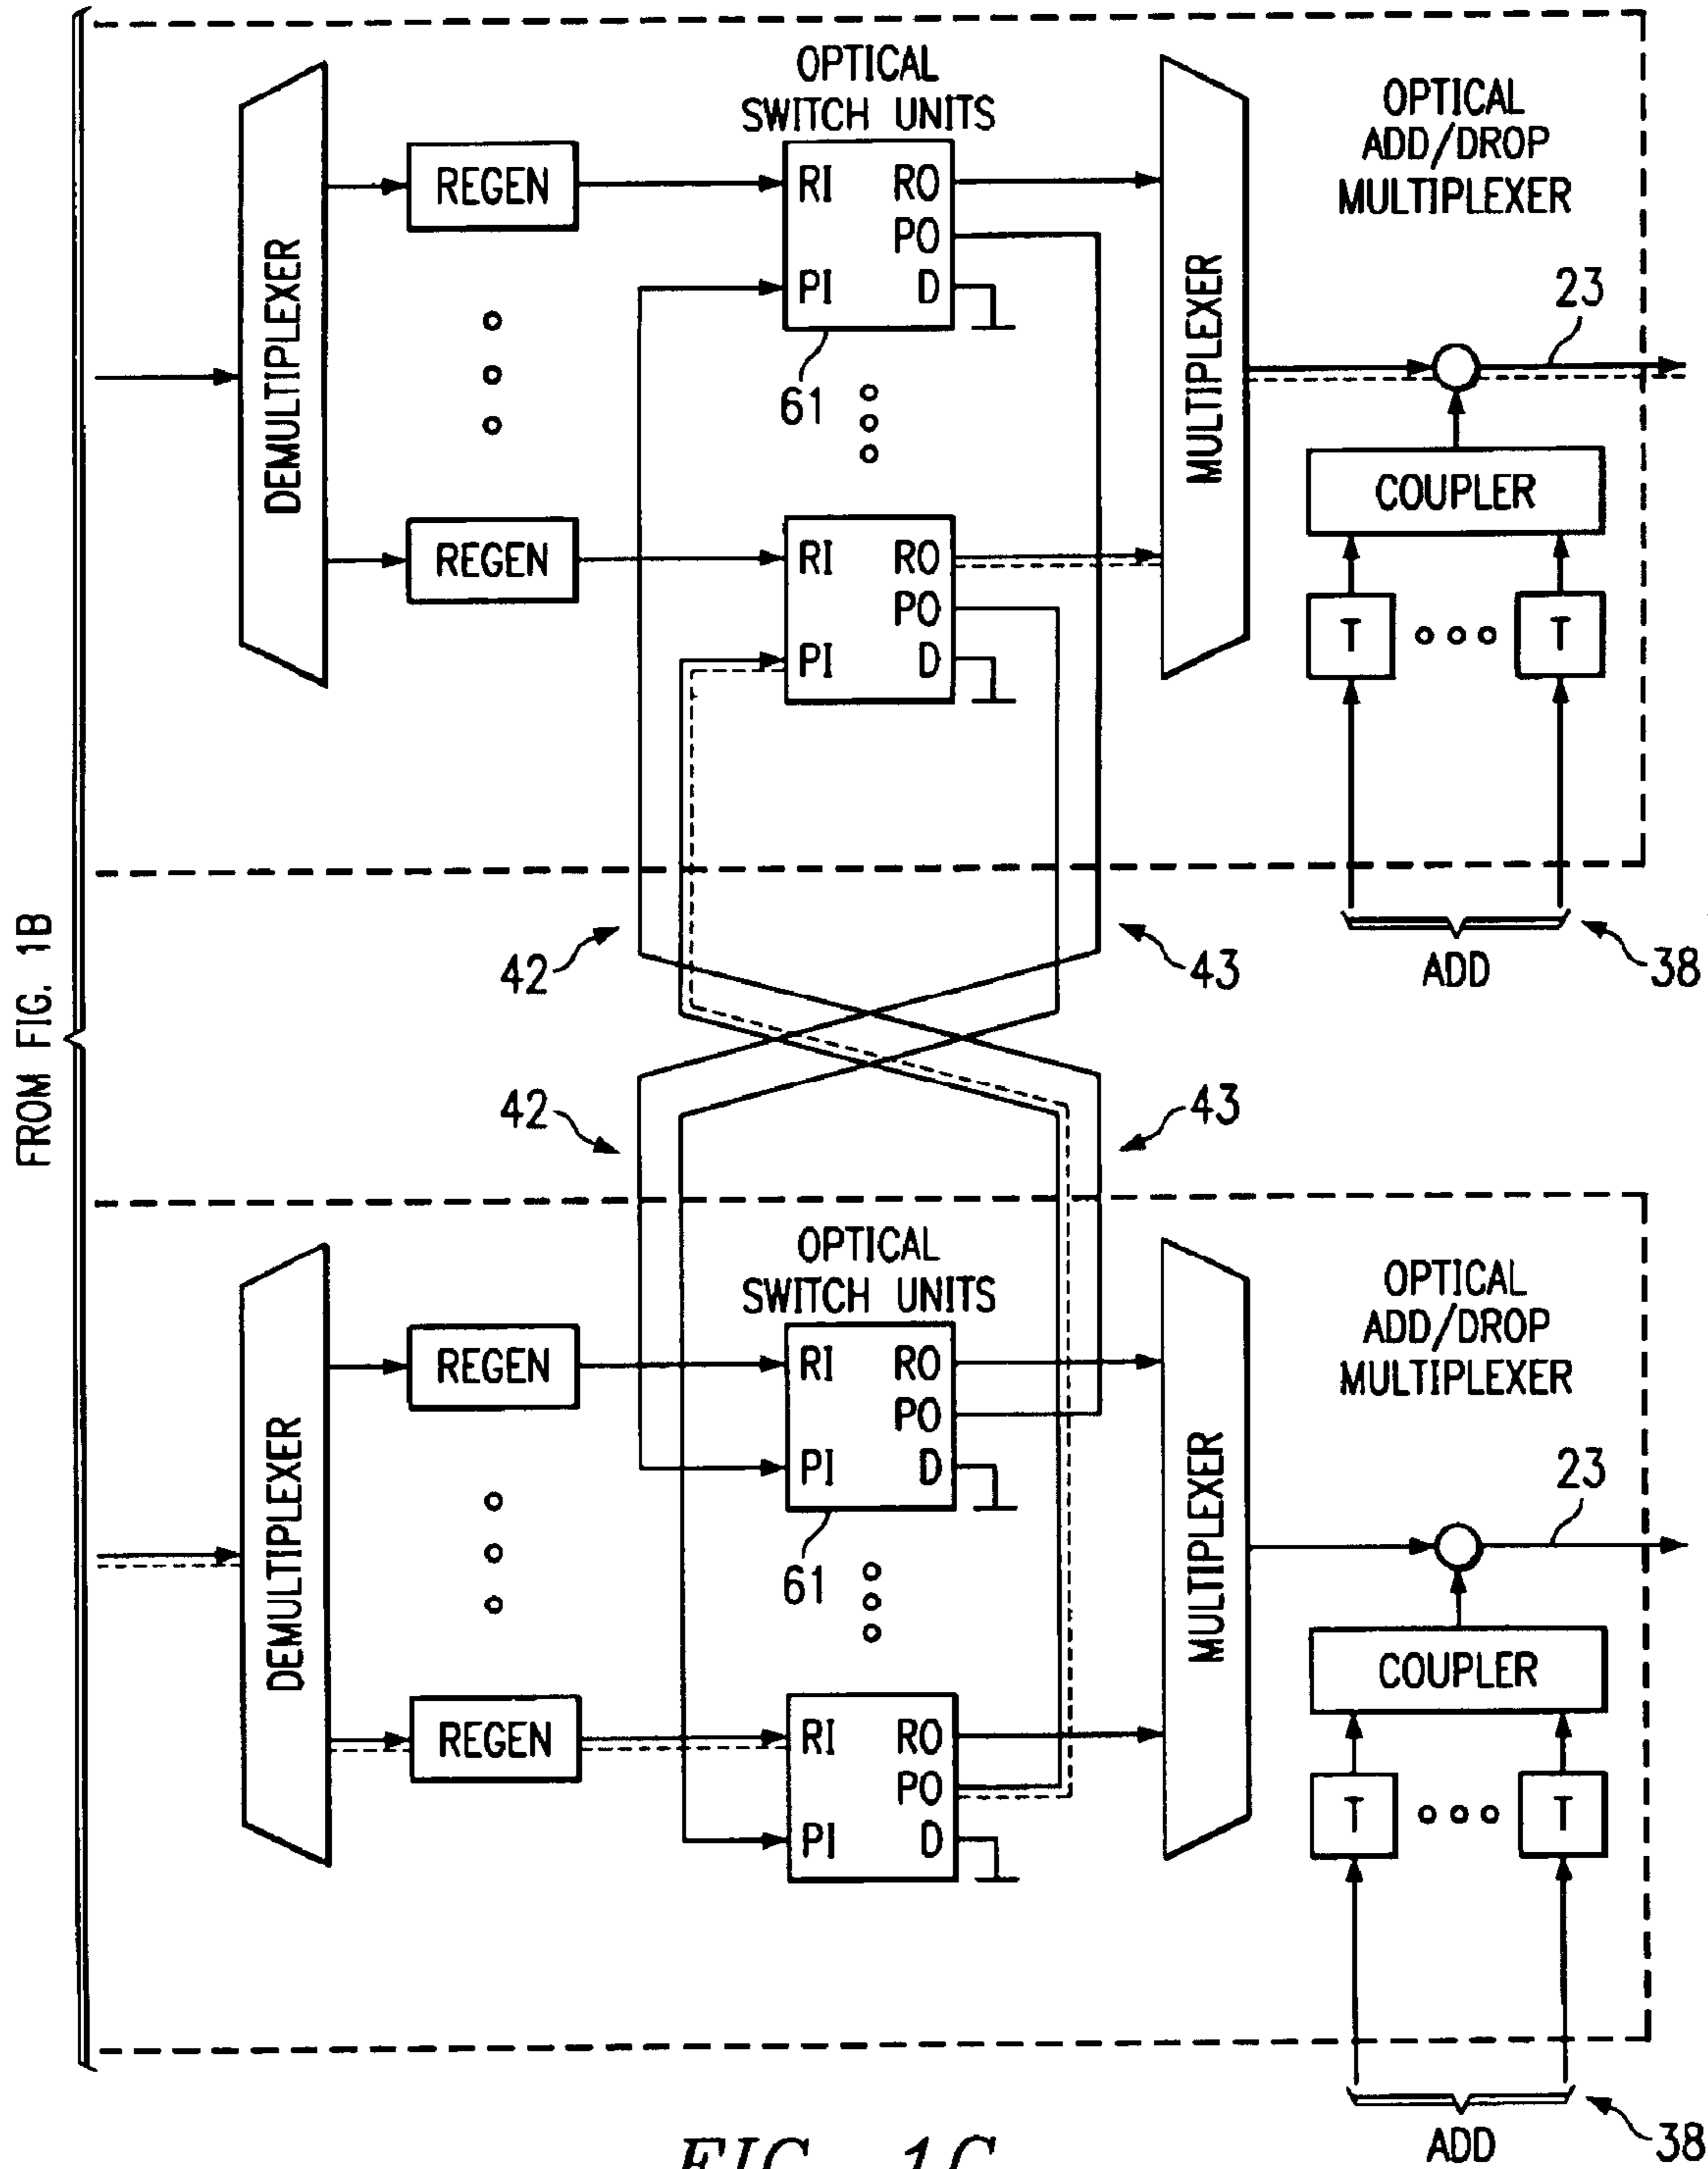 FROM FIG. 1B
OPTICAL
SWITCH UNITS
OPTICAL
ADD/DROP
MULTIPLEXER
DEMULTIPLEXER
REGEN
RI
RO
PO
PI
D
61
MULTIPLEXER
23
COUPLER
T
T
REGEN
RI
RO
PO
PI
D
42
43
ADD
38
42
43
OPTICAL
SWITCH UNITS
OPTICAL
ADD/DROP
MULTIPLEXER
DEMULTIPLEXER
REGEN
RI
RO
PO
PI
D
61
MULTIPLEXER
23
COUPLER
T
T
REGEN
RI
RO
PO
PI
D
ADD
38
FIG. 1C